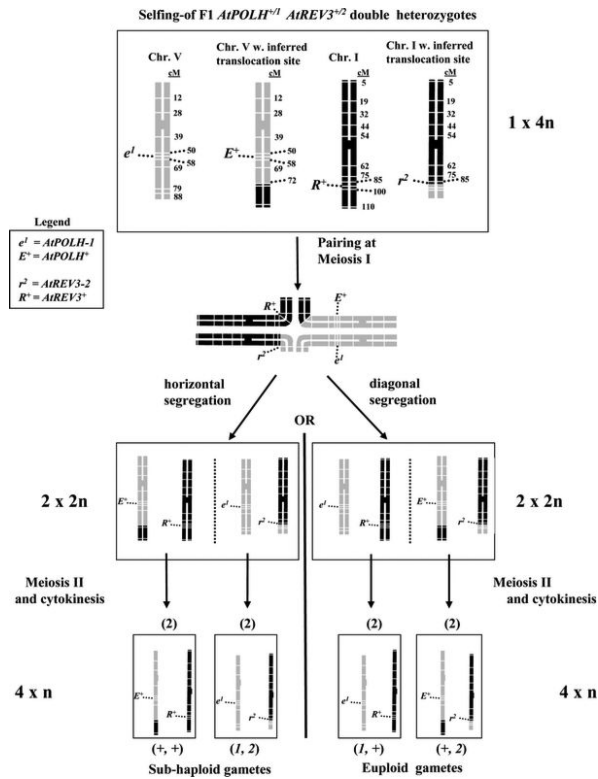 Selfing-of F1 AtPOLH+/1 AtREV3+/2 double heterozygotes
Chr. V
Chr. V w. inferred
translocation site
Chr. I
Chr. I w. inferred
translocation site
cM
12
28
39
50
58
69
79
88
e1
cM
12
28
39
50
58
69
72
E+
cM
5
19
32
44
54
62
75
85
100
110
R+
cM
5
19
32
44
54
62
75
85
r2
1 x 4n
Legend
e1 = AtPOLH-1
E+ = AtPOLH+
r2 = AtREV3-2
R+ = AtREV3+
Pairing at
Meiosis I
R+
E+
r2
e1
horizontal
segregation
diagonal
segregation
OR
2 x 2n
E+
R+
e1
r2
e1
R+
E+
r2
2 x 2n
Meiosis II
and cytokinesis
Meiosis II
and cytokinesis
(2)
(2)
(2)
(2)
4 x n
E+
R+
e1
r2
e1
R+
E+
r2
4 x n
(+, +)
(1, 2)
(1, +)
(+, 2)
Sub-haploid gametes
Euploid gametes